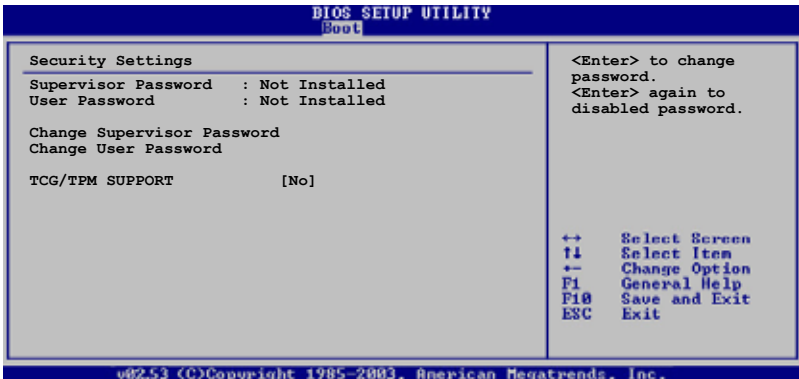 BIOS SETUP UTILITY
Boot
Security Settings
Supervisor Password : Not Installed
User Password : Not Installed
Change Supervisor Password
Change User Password
TCG/TPM SUPPORT [No]
<Enter> to change
password.
<Enter> again to
disabled password.
←→ Select Screen
↑↓ Select Item
+- Change Option
F1 General Help
F10 Save and Exit
ESC Exit
v02.53 (C)Copyright 1985-2003, American Megatrends, Inc.